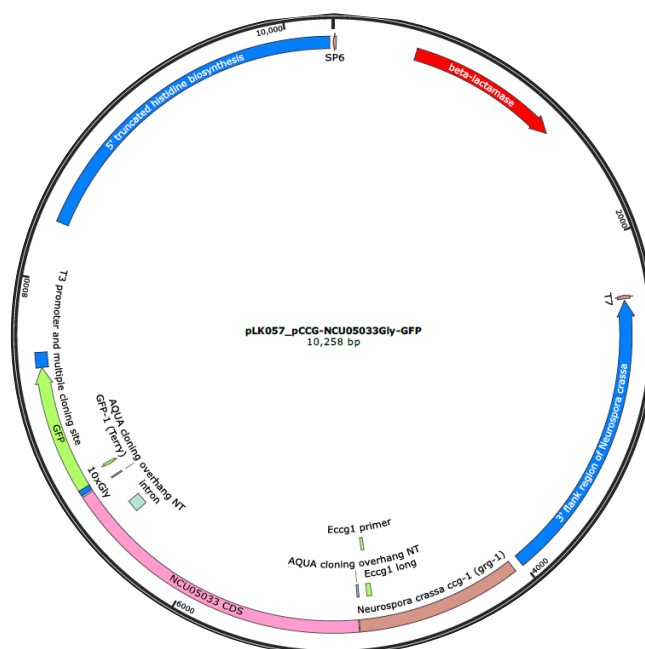 10,000
SP6
5' truncated histidine biosynthesis
beta-lactamase
2000
T7
8000
T3 promoter and multiple cloning site
pLK057_pCCG-NCU05033Gly-GFP
10,258 bp
3' flank region of Neurospora crassa
GFP
AQUA cloning overhang NT
GFP-1 (Terry)
10xGly
intron
Eccg1 primer
AQUA cloning overhang NT
Eccg1 long
Neurospora crassa ccg-1 (grg-1)
4000
NCU05033 CDS
6000